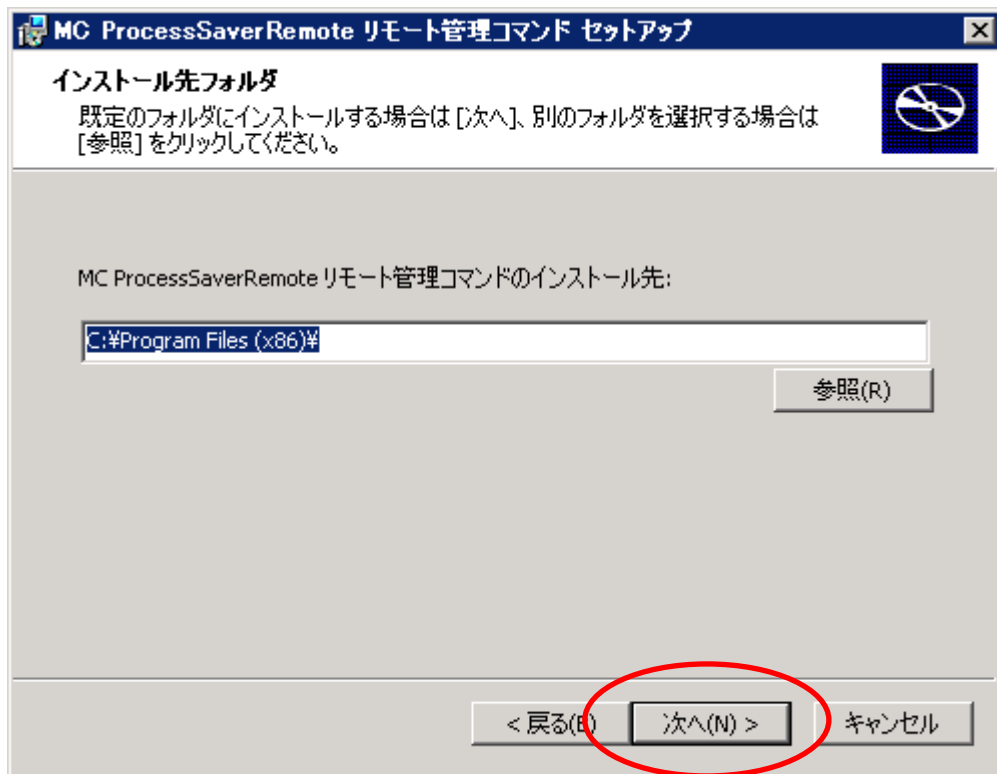 MC ProcessSaverRemote リモート管理コマンド セットアップ
インストール先フォルダ
既定のフォルダにインストールする場合は [次へ]、別のフォルダを選択する場合は
[参照] をクリックしてください。
MC ProcessSaverRemote リモート管理コマンドのインストール先:
C:¥Program Files (x86)¥
参照(R)
< 戻る(B)
次へ(N) >
キャンセル